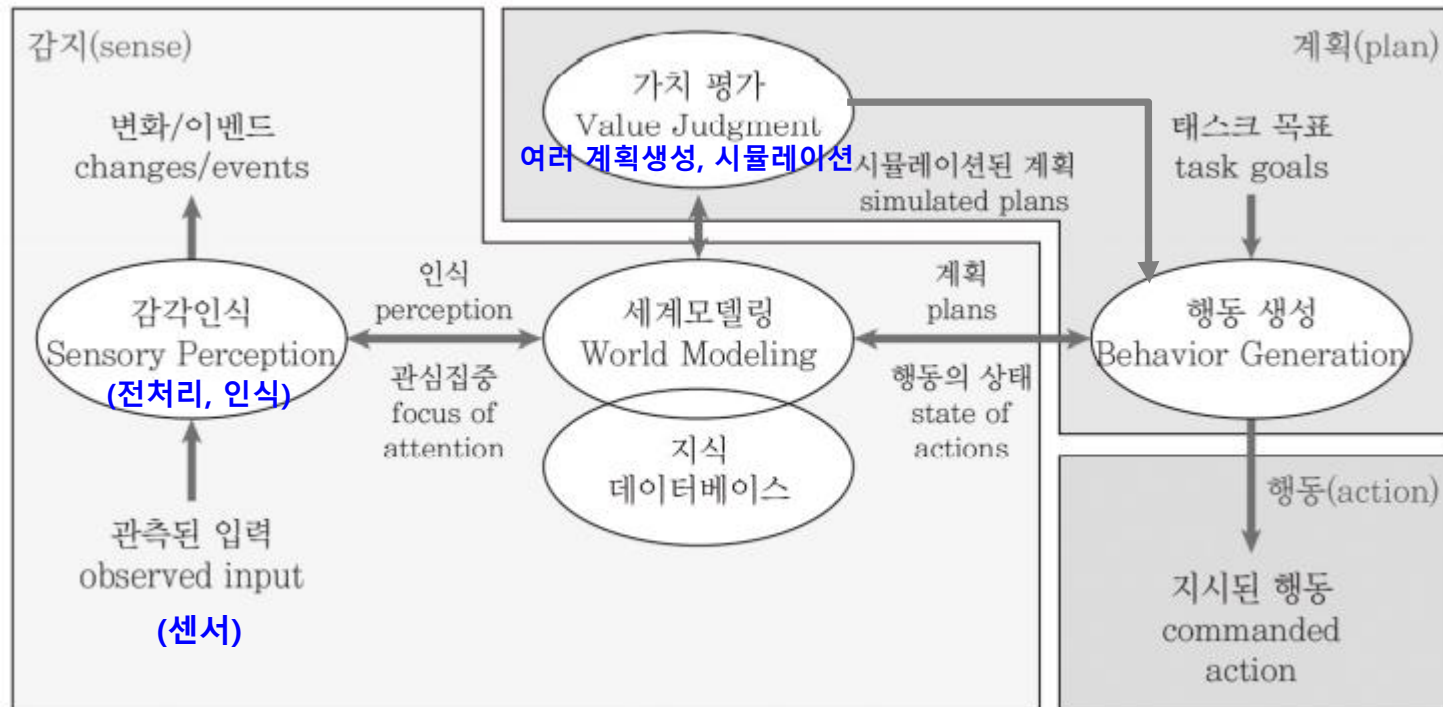 감지(sense)
변화/이벤드
changes/events
감각인식
Sensory Perception
(전처리, 인식)
관측된 입력
observed input
(센서)
인식
perception
관심집중
focus of
attention
가치 평가
Value Judgment
여러 계획생성, 시뮬레이션
시뮬레이션된 계획
simulated plans
세계모델링
World Modeling
지식
데이터베이스
계획
plans
행동의 상태
state of
actions
계획(plan)
태스크 목표
task goals
행동 생성
Behavior Generation
행동(action)
지시된 행동
commanded
action